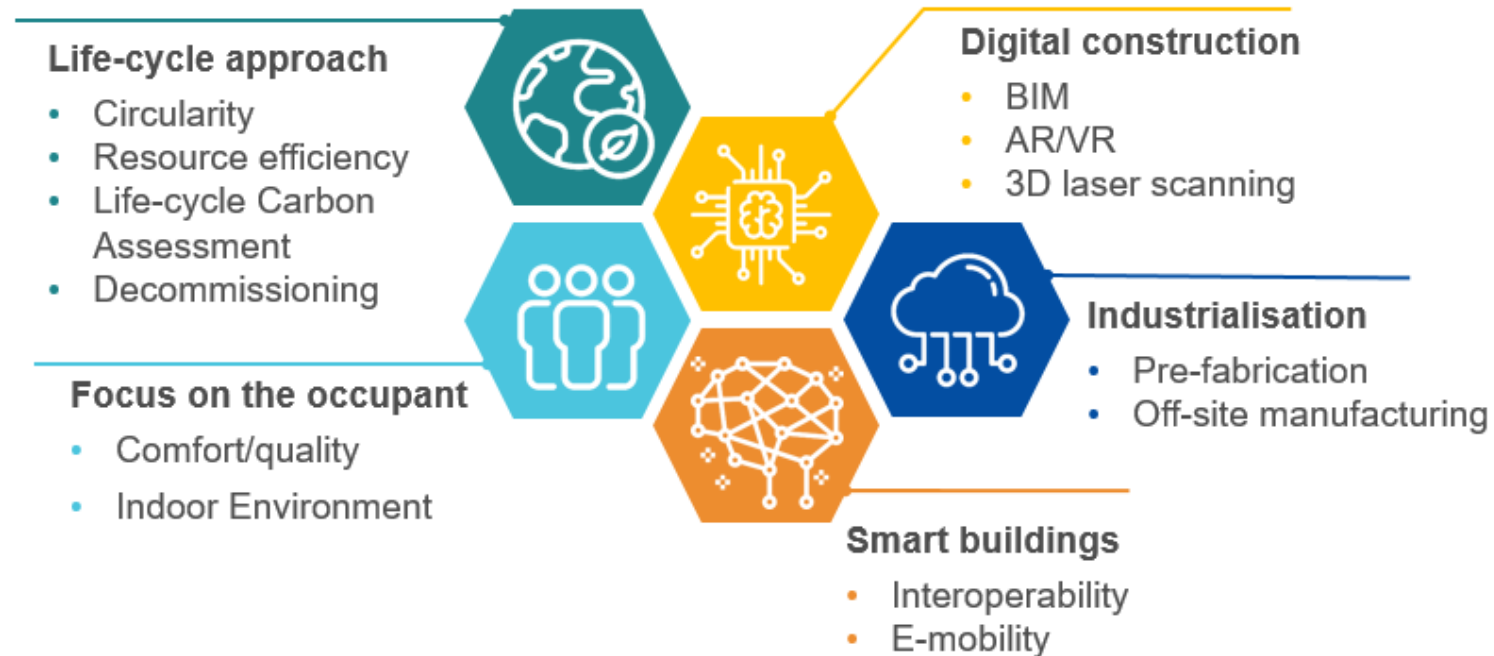 Life-cycle approach
• Circularity
• Resource efficiency
• Life-cycle Carbon
Assessment
• Decommissioning
Focus on the occupant
• Comfort/quality
• Indoor Environment
Digital construction
• BIM
• AR/VR
• 3D laser scanning
Industrialisation
• Pre-fabrication
• Off-site manufacturing
Smart buildings
• Interoperability
• E-mobility